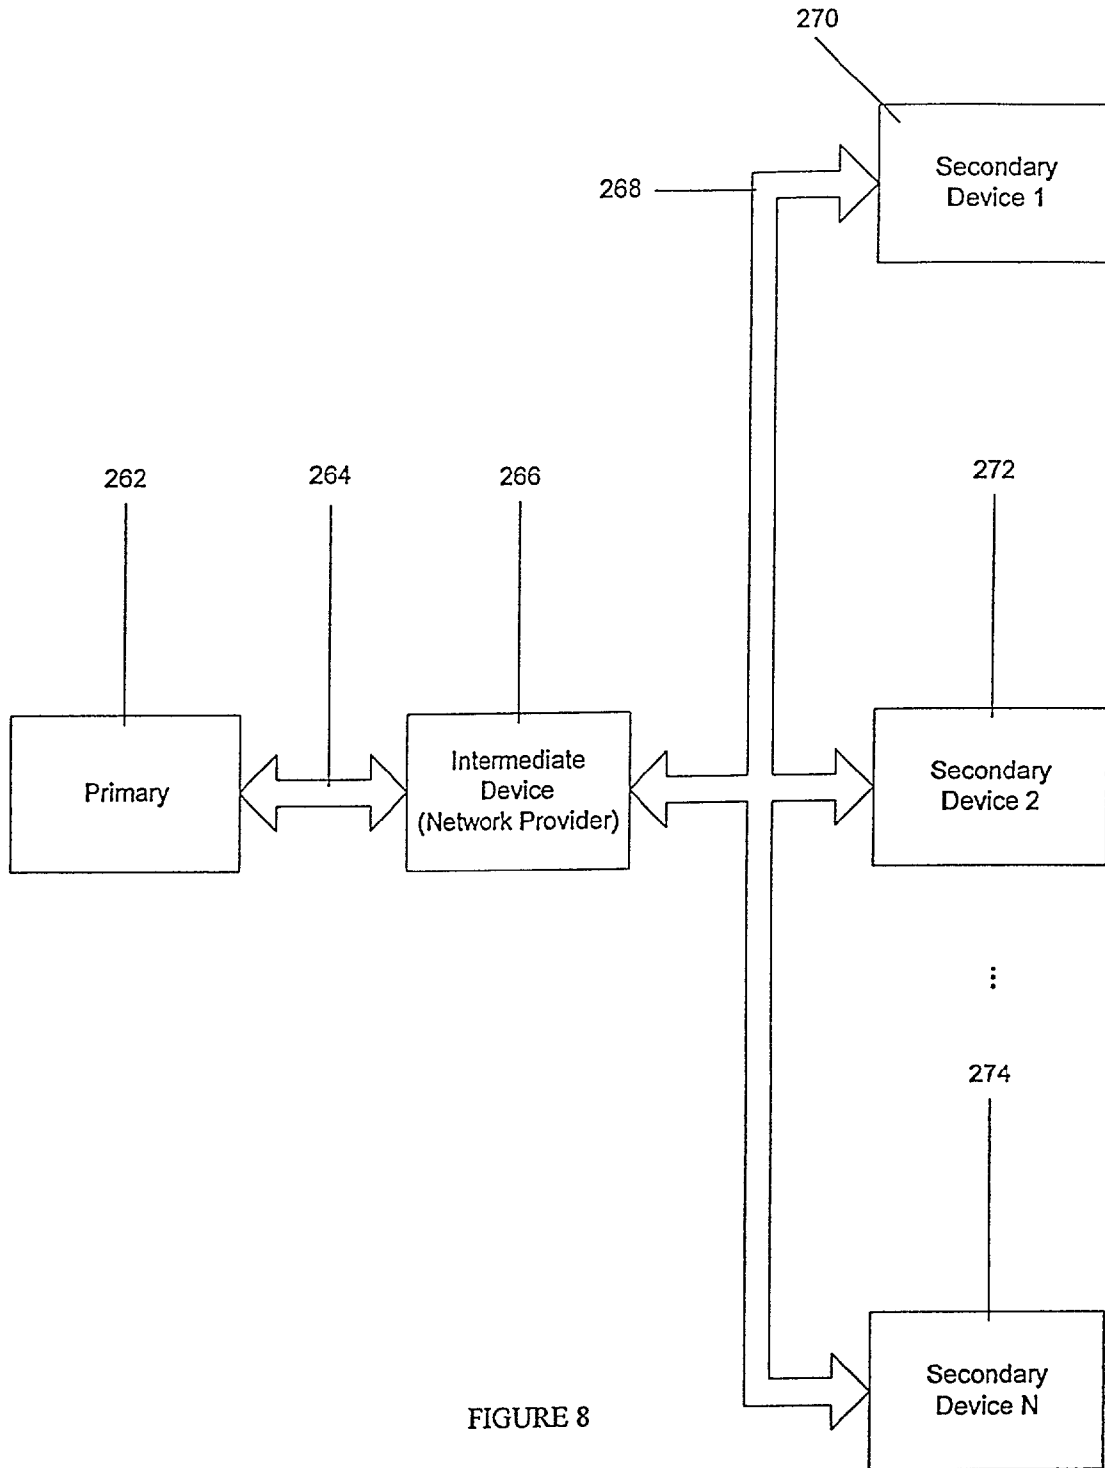 270
Secondary
Device 1
268
262
264
266
272
Primary
Intermediate
Device
(Network Provider)
Secondary
Device 2
⋮
274
Secondary
Device N
FIGURE 8